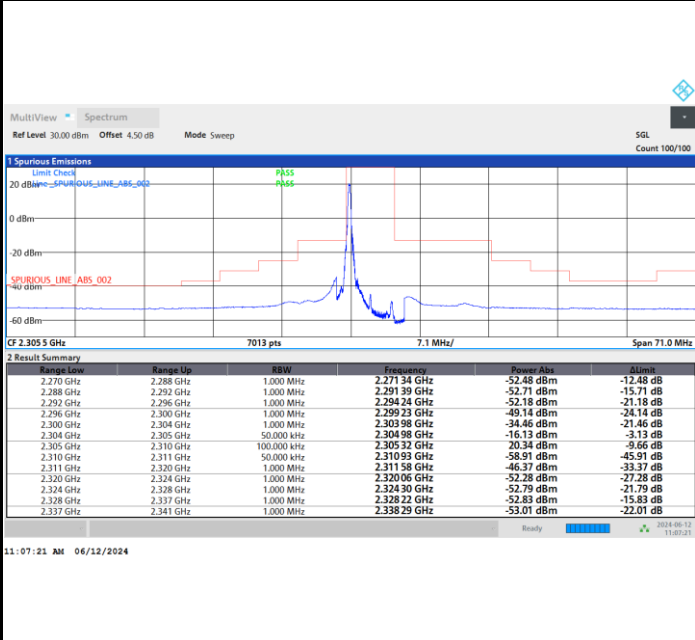 MultiView Spectrum
Ref Level 30.00 dBm Offset 4.50 dB Mode Sweep SGL
Count 100/100
1 Spurious Emissions
Limit Check PASS
20 dBm Line _SPURIOUS_LINE_ABS_002 PASS
0 dBm
-20 dBm
SPURIOUS_LINE_ABS_002
-40 dBm
-60 dBm
CF 2.305 5 GHz 7013 pts 7.1 MHz/ Span 71.0 MHz
2 Result Summary
Range Low Range Up RBW Frequency Power Abs ΔLimit
2.270 GHz 2.288 GHz 1.000 MHz 2.271 34 GHz -52.48 dBm -12.48 dB
2.288 GHz 2.292 GHz 1.000 MHz 2.291 39 GHz -52.71 dBm -15.71 dB
2.292 GHz 2.296 GHz 1.000 MHz 2.294 24 GHz -52.18 dBm -21.18 dB
2.296 GHz 2.300 GHz 1.000 MHz 2.299 23 GHz -49.14 dBm -24.14 dB
2.300 GHz 2.304 GHz 1.000 MHz 2.303 98 GHz -34.46 dBm -21.46 dB
2.304 GHz 2.305 GHz 50.000 kHz 2.304 98 GHz -16.13 dBm -3.13 dB
2.305 GHz 2.310 GHz 100.000 kHz 2.305 32 GHz 20.34 dBm -9.66 dB
2.310 GHz 2.311 GHz 50.000 kHz 2.310 93 GHz -58.91 dBm -45.91 dB
2.311 GHz 2.320 GHz 1.000 MHz 2.311 58 GHz -46.37 dBm -33.37 dB
2.320 GHz 2.324 GHz 1.000 MHz 2.320 06 GHz -52.28 dBm -27.28 dB
2.324 GHz 2.328 GHz 1.000 MHz 2.324 30 GHz -52.79 dBm -21.79 dB
2.328 GHz 2.337 GHz 1.000 MHz 2.328 22 GHz -52.83 dBm -15.83 dB
2.337 GHz 2.341 GHz 1.000 MHz 2.338 29 GHz -53.01 dBm -22.01 dB
Ready 2024-06-12
11:07:21
11:07:21 AM 06/12/2024